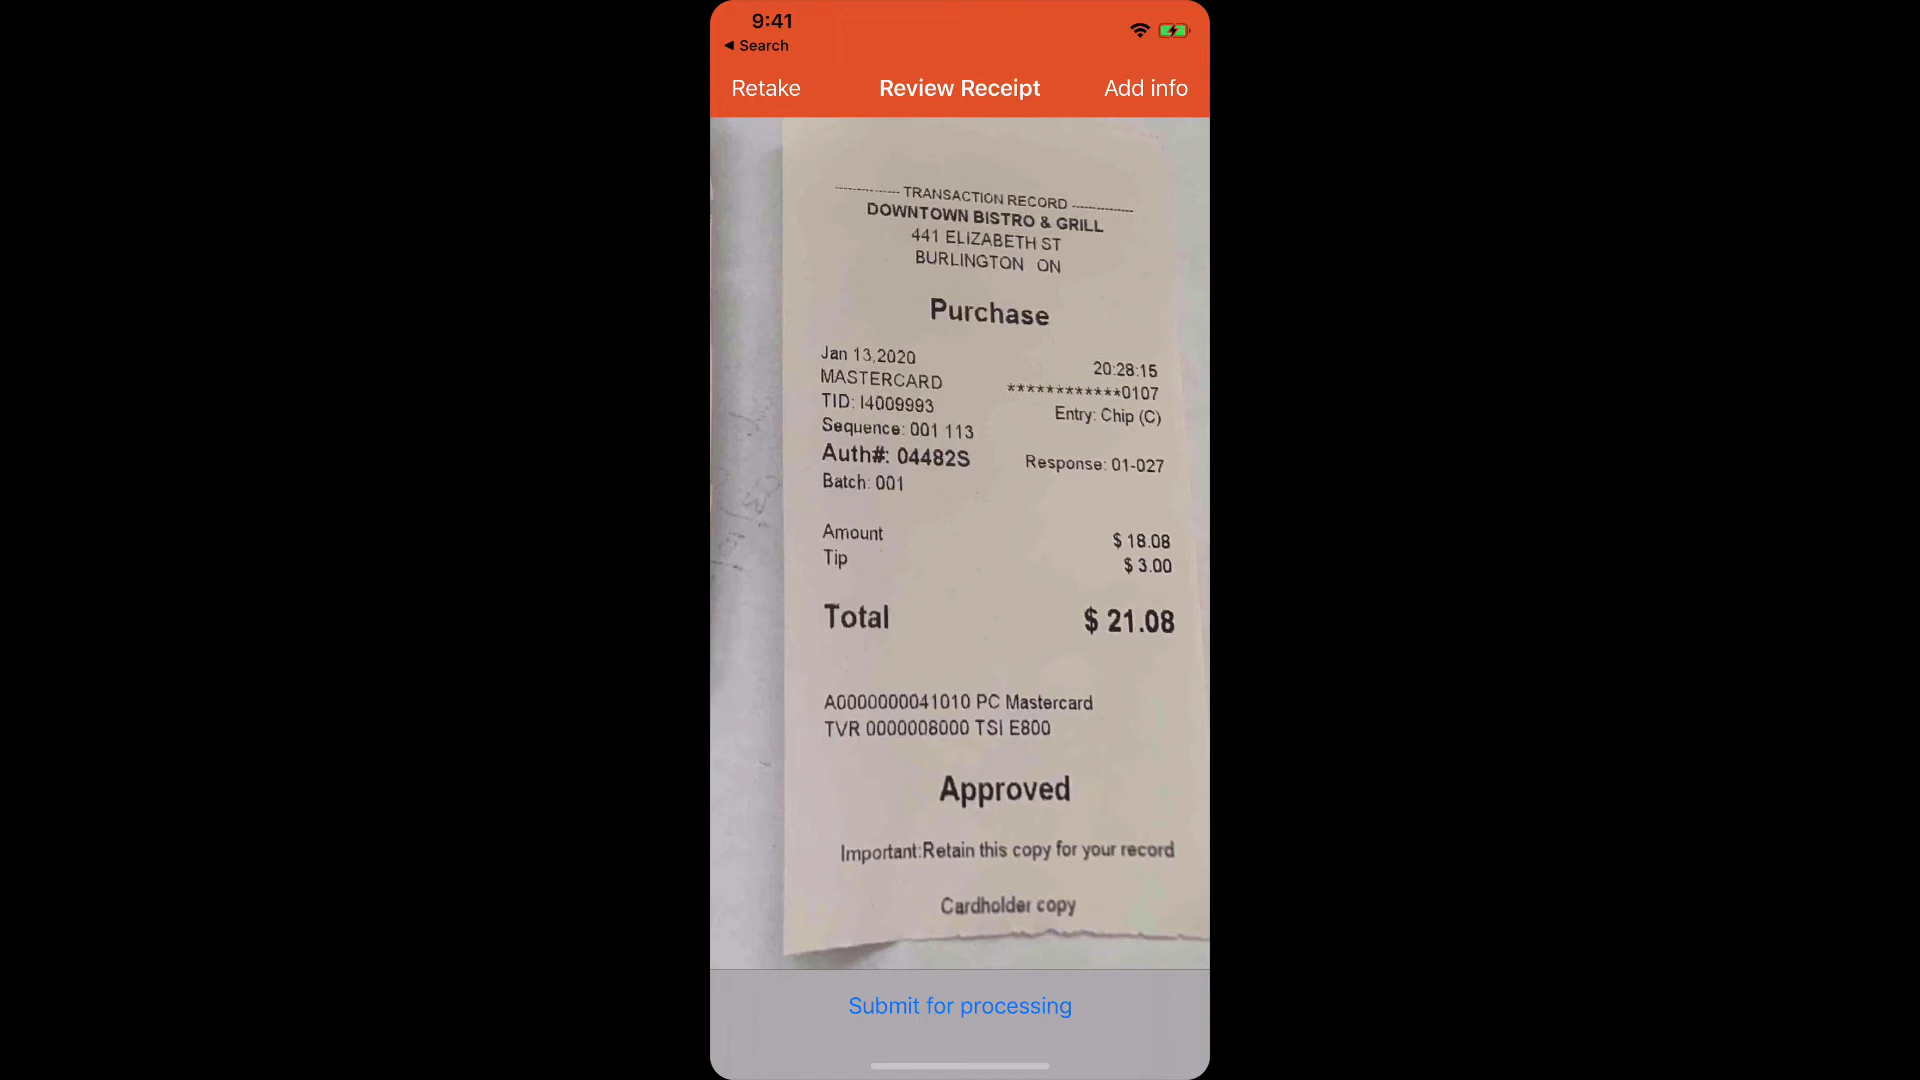 9:41
◀ Search
Retake Review Receipt Add info
------------- TRANSACTION RECORD -------------
DOWNTOWN BISTRO & GRILL
441 ELIZABETH ST
BURLINGTON ON
Purchase
Jan 13,2020 20:28:15
MASTERCARD ************0107
TID: I4009993 Entry: Chip (C)
Sequence: 001 113
Auth#: 04482S Response: 01-027
Batch: 001
Amount $ 18.08
Tip $ 3.00
Total $ 21.08
A0000000041010 PC Mastercard
TVR 0000008000 TSI E800
Approved
Important:Retain this copy for your record
Cardholder copy
Submit for processing